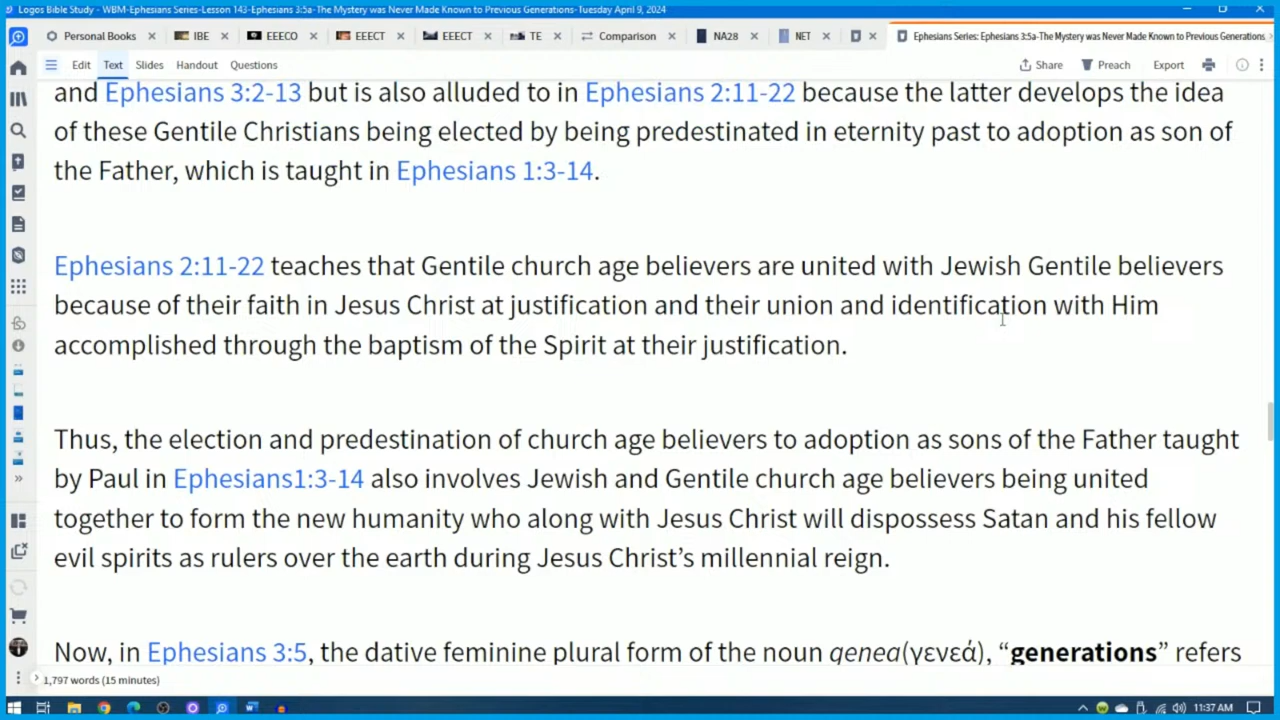 Logos Bible Study - WBM-Ephesians Series-Lesson 143-Ephesians 3:5a-The Mystery was Never Made Known to Previous Generations-Tuesday April 9, 2024
Personal Books IBE EEECO EEECT EEECT TE Comparison NA28 NET Ephesians Series: Ephesians 3:5a-The Mystery was Never Made Known to Previous Generations
Edit Text Slides Handout Questions Share Preach Export
and Ephesians 3:2-13 but is also alluded to in Ephesians 2:11-22 because the latter develops the idea
of these Gentile Christians being elected by being predestinated in eternity past to adoption as son of
the Father, which is taught in Ephesians 1:3-14.
Ephesians 2:11-22 teaches that Gentile church age believers are united with Jewish Gentile believers
because of their faith in Jesus Christ at justification and their union and identification with Him
accomplished through the baptism of the Spirit at their justification.
Thus, the election and predestination of church age believers to adoption as sons of the Father taught
by Paul in Ephesians1:3-14 also involves Jewish and Gentile church age believers being united
together to form the new humanity who along with Jesus Christ will dispossess Satan and his fellow
evil spirits as rulers over the earth during Jesus Christ’s millennial reign.
Now, in Ephesians 3:5, the dative feminine plural form of the noun genea(γενεά), “generations” refers
1,797 words (15 minutes)
11:37 AM